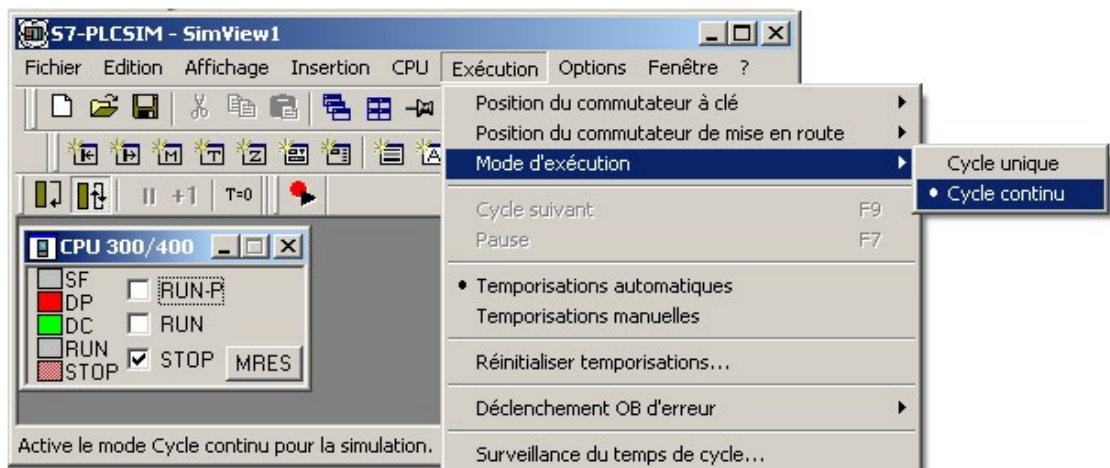 S7-PLCSIM - SimView1
Fichier Edition Affichage Insertion CPU Exécution Options Fenêtre ?
Position du commutateur à clé
Position du commutateur de mise en route
Mode d'exécution
Cycle unique
Cycle continu
Cycle suivant F9
Pause F7
Temporisations automatiques
Temporisations manuelles
Réinitialiser temporisations...
Déclenchement OB d'erreur
Surveillance du temps de cycle...
+1 T=0
CPU 300/400
SF
DP
DC
RUN
STOP
RUN-P
RUN
STOP MRES
Active le mode Cycle continu pour la simulation.